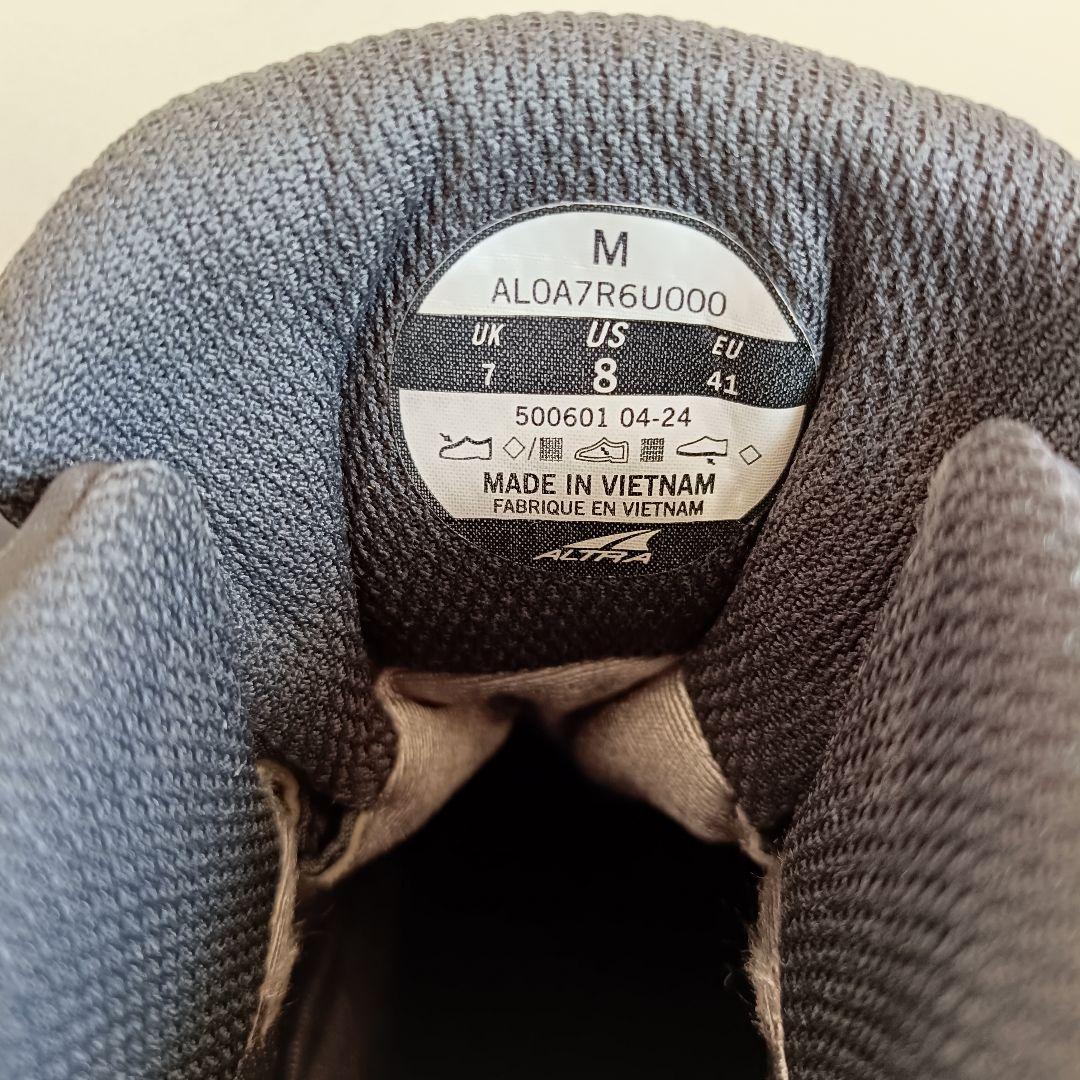 M
AL0A7R6U000
UK US EU
7 8 41
500601 04-24
MADE IN VIETNAM
FABRIQUE EN VIETNAM
ALTRA